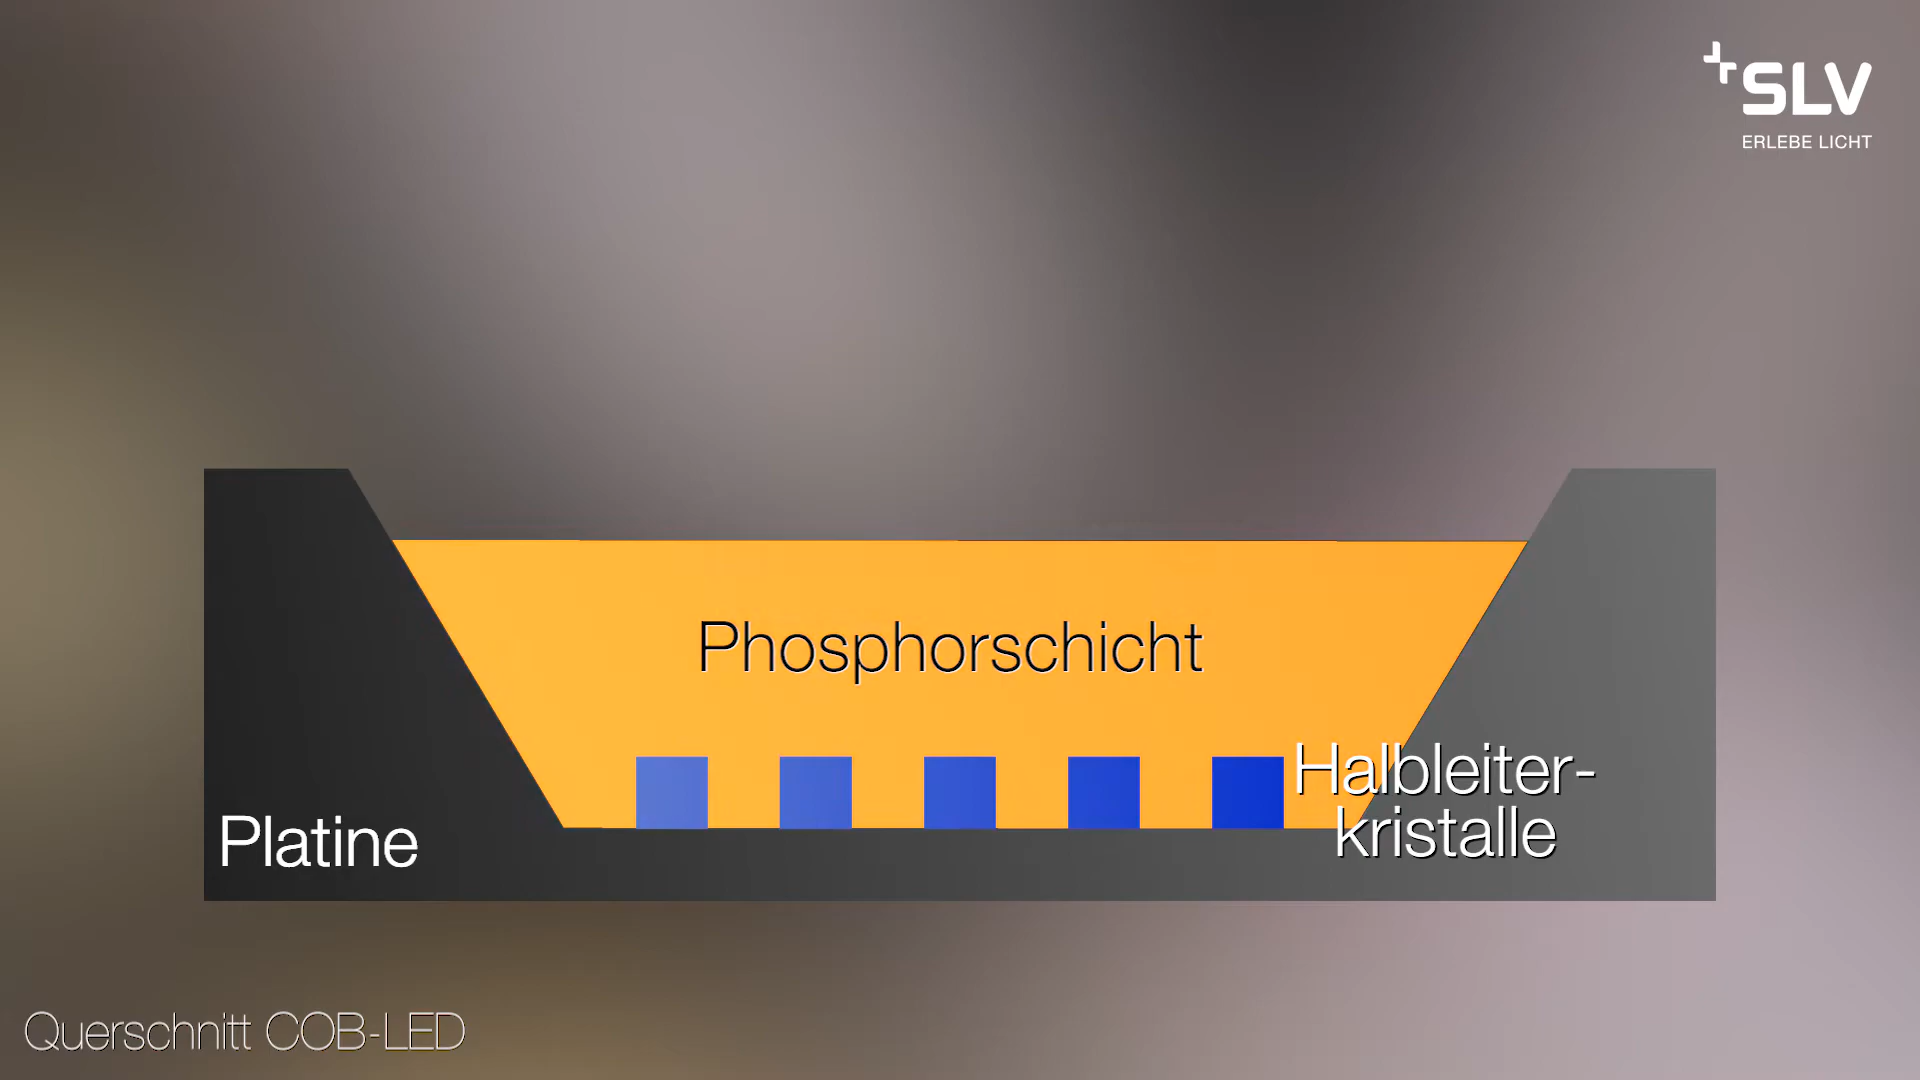 SLV
ERLEBE LICHT
Phosphorschicht
Halbleiter-
kristalle
Platine
Querschnitt COB-LED